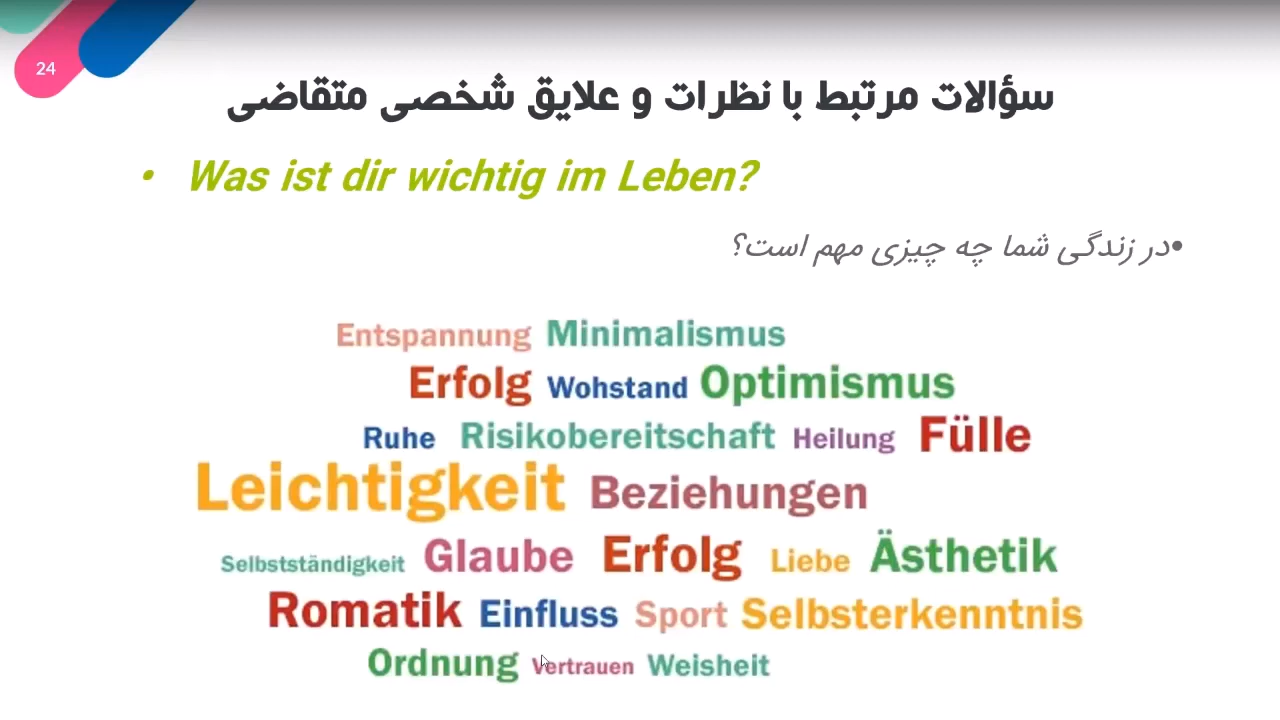 24
سؤالات مرتبط با نظرات و علایق شخصی متقاضی
• Was ist dir wichtig im Leben?
•در زندگی شما چه چیزی مهم است؟
Entspannung Minimalismus
Erfolg Wohstand Optimismus
Ruhe Risikobereitschaft Heilung Fülle
Leichtigkeit Beziehungen
Selbstständigkeit Glaube Erfolg Liebe Ästhetik
Romatik Einfluss Sport Selbsterkenntnis
Ordnung Vertrauen Weisheit